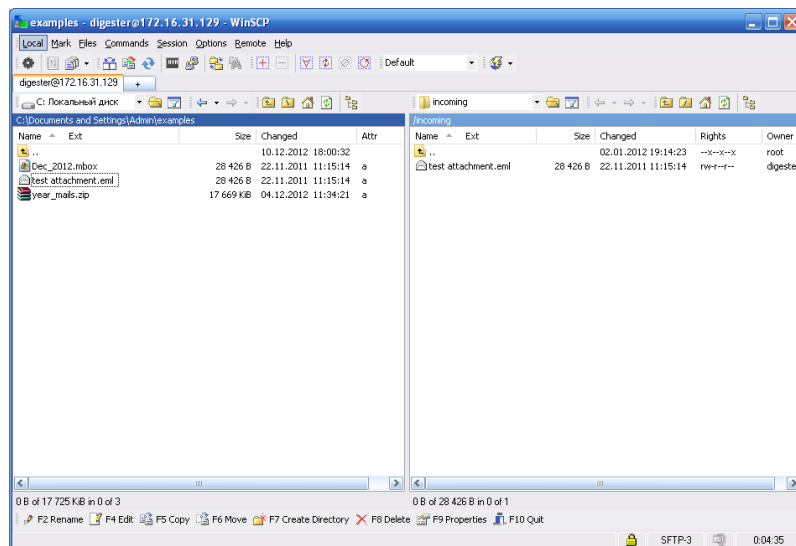 examples - digester@172.16.31.129 - WinSCP
Local Mark Files Commands Session Options Remote Help
Default
digester@172.16.31.129 +
C: Локальный диск incoming
C:\Documents and Settings\Admin\examples /incoming
Name Ext Size Changed Attr Name Ext Size Changed Rights Owner
.. 10.12.2012 18:00:32 .. 02.01.2012 19:14:23 --x--x--x root
Dec_2012.mbox 28 426 B 22.11.2011 11:15:14 a test attachment.eml 28 426 B 22.11.2011 11:15:14 rw-r--r-- digeste
test attachment.eml 28 426 B 22.11.2011 11:15:14 a
year_mails.zip 17 669 KiB 04.12.2012 11:34:21 a
0 B of 17 725 KiB in 0 of 3 0 B of 28 426 B in 0 of 1
F2 Rename F4 Edit F5 Copy F6 Move F7 Create Directory F8 Delete F9 Properties F10 Quit
SFTP-3 0:04:35